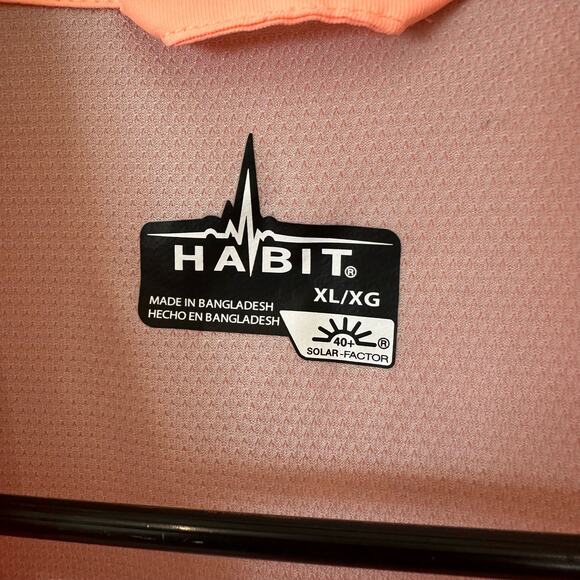 HABIT®
XL/XG
MADE IN BANGLADESH
HECHO EN BANGLADESH
40+ ®
SOLAR-FACTOR